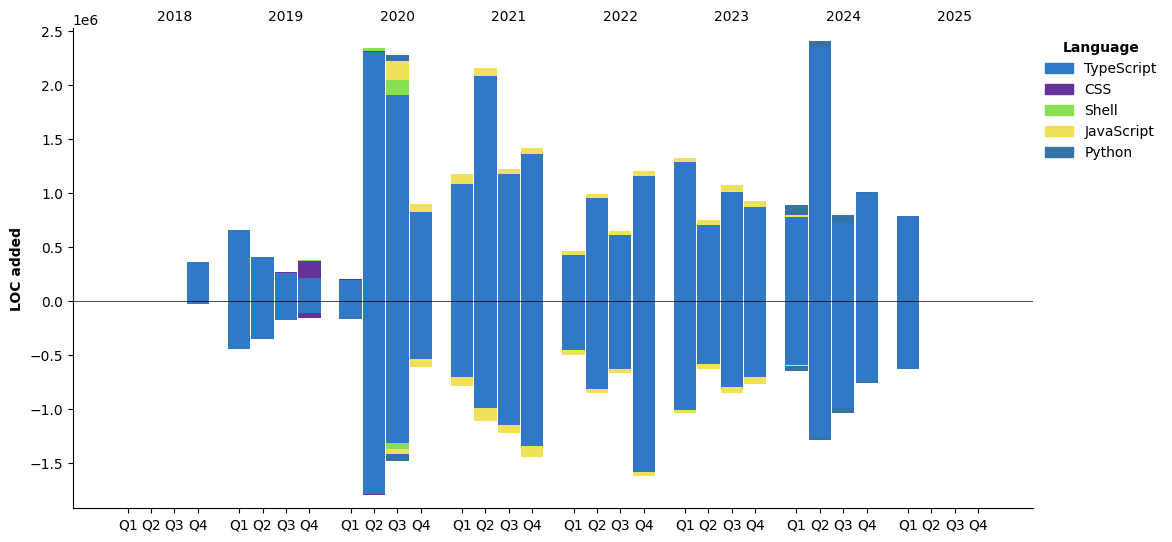 1e6
2018 2019 2020 2021 2022 2023 2024 2025
2.5
2.0
1.5
1.0
0.5
0.0
−0.5
−1.0
−1.5
LOC added
Q1 Q2 Q3 Q4 Q1 Q2 Q3 Q4 Q1 Q2 Q3 Q4 Q1 Q2 Q3 Q4 Q1 Q2 Q3 Q4 Q1 Q2 Q3 Q4 Q1 Q2 Q3 Q4 Q1 Q2 Q3 Q4
Language
TypeScript
CSS
Shell
JavaScript
Python